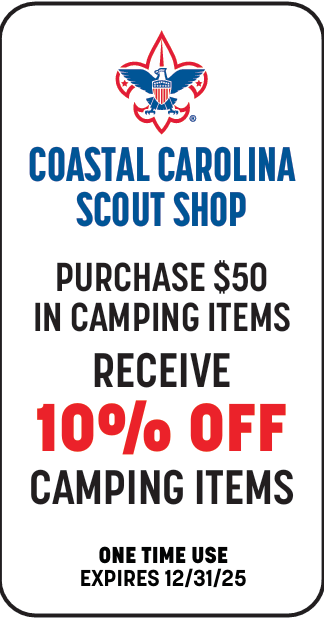 ®
COASTAL CAROLINA
SCOUT SHOP
PURCHASE $50
IN CAMPING ITEMS
RECEIVE
10% OFF
CAMPING ITEMS
ONE TIME USE
EXPIRES 12/31/25